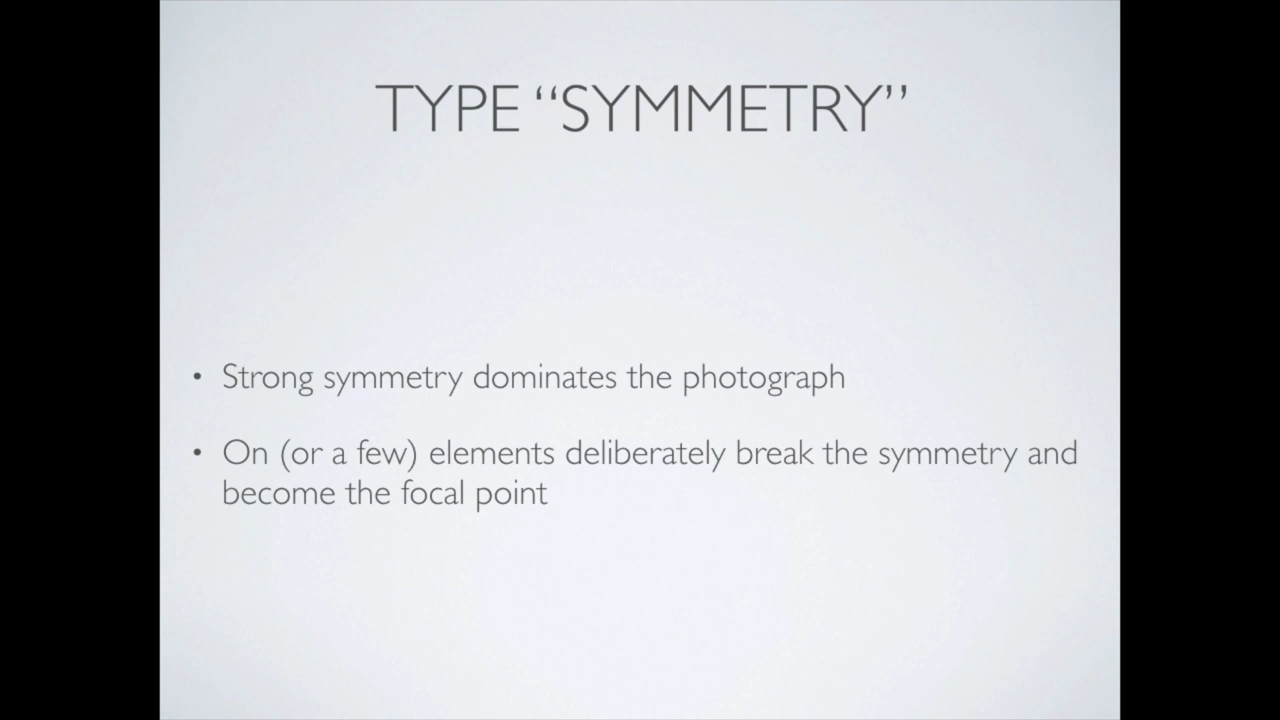 TYPE “SYMMETRY”
• Strong symmetry dominates the photograph
• On (or a few) elements deliberately break the symmetry and
become the focal point